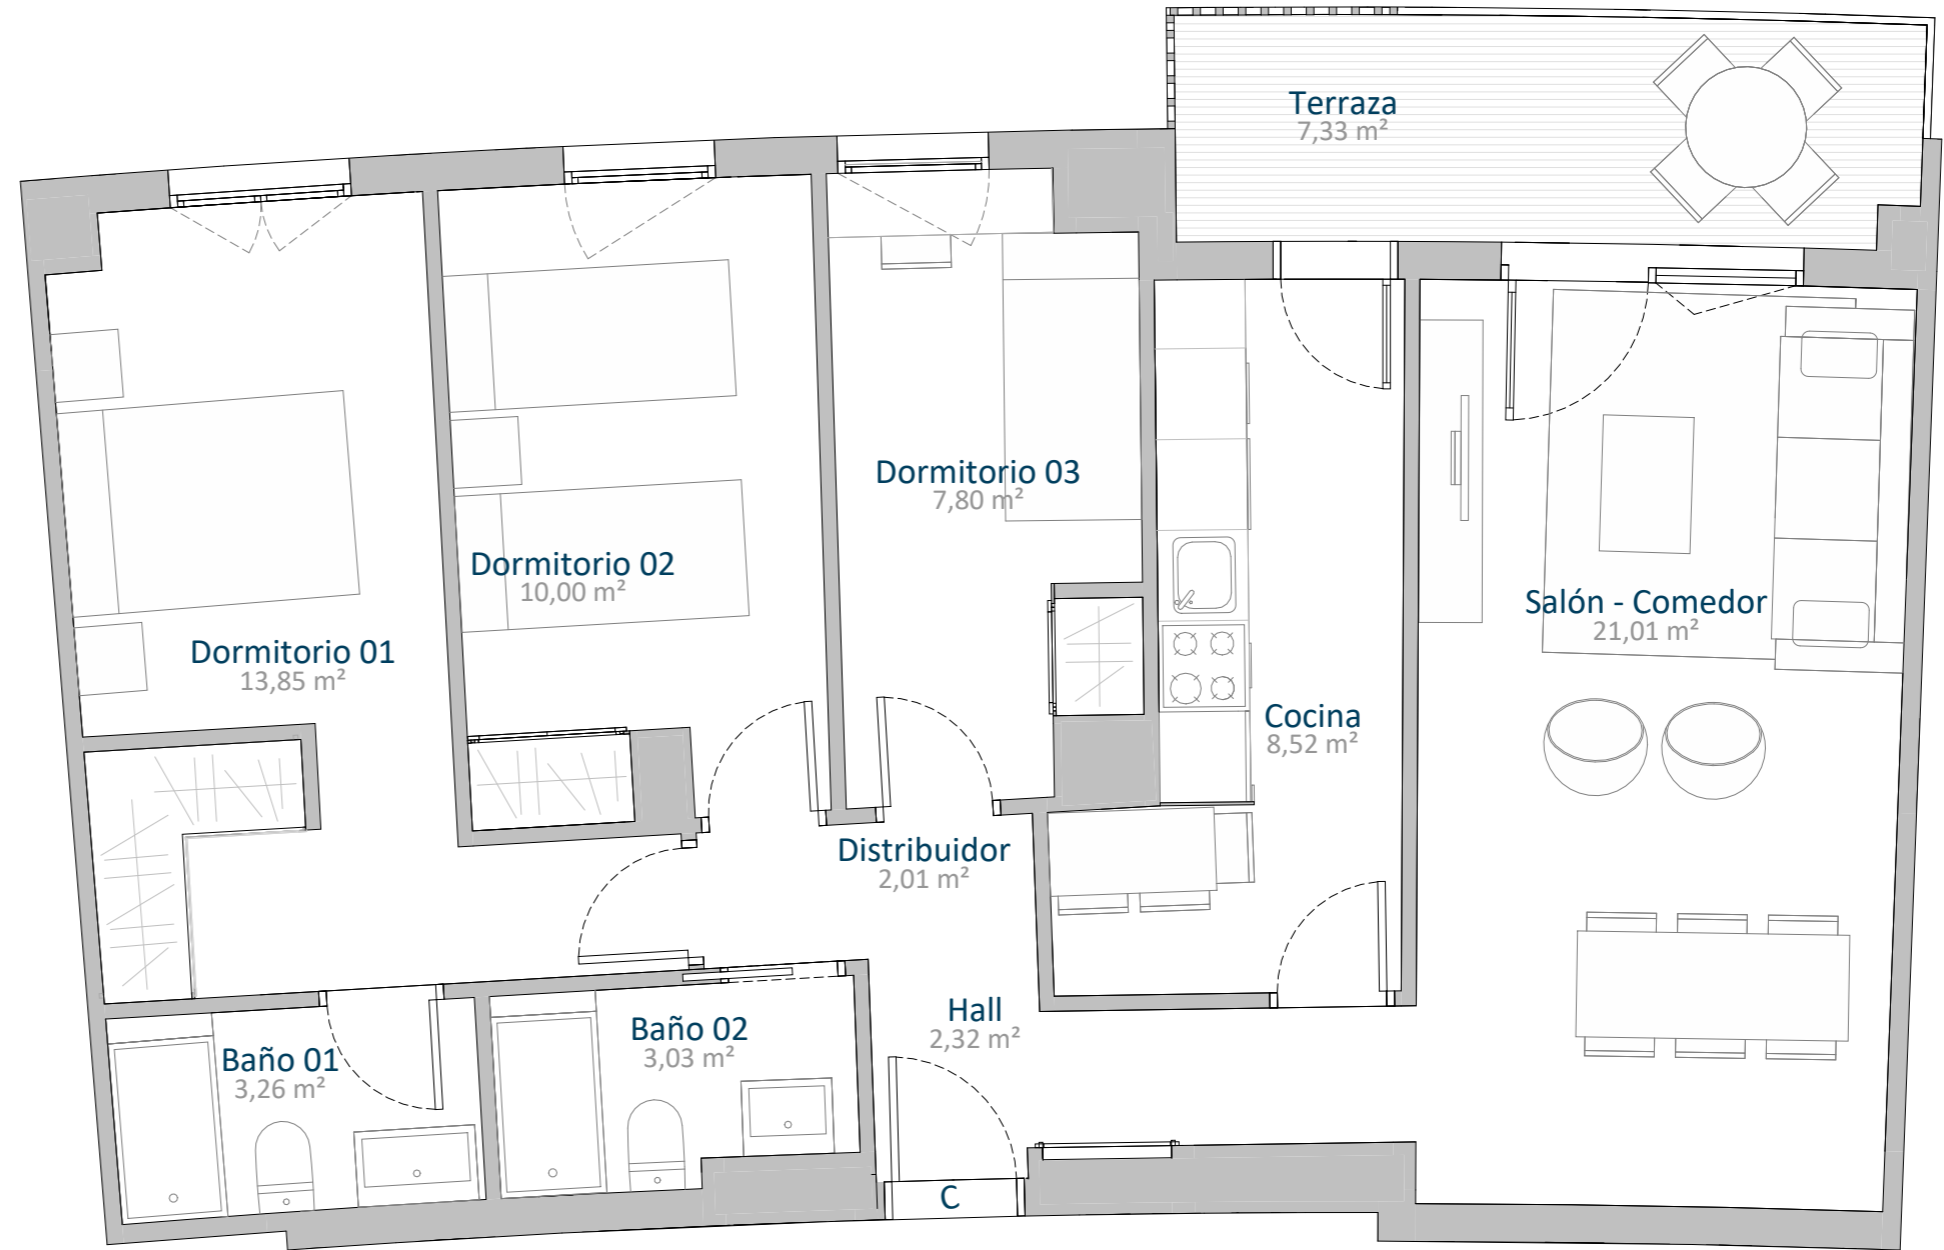 Terraza
7,33 m²
Dormitorio 03
7,80 m²
Dormitorio 02
10,00 m²
Salón - Comedor
21,01 m²
Dormitorio 01
13,85 m²
Cocina
8,52 m²
Distribuidor
2,01 m²
Hall
2,32 m²
Baño 02
3,03 m²
Baño 01
3,26 m²
C